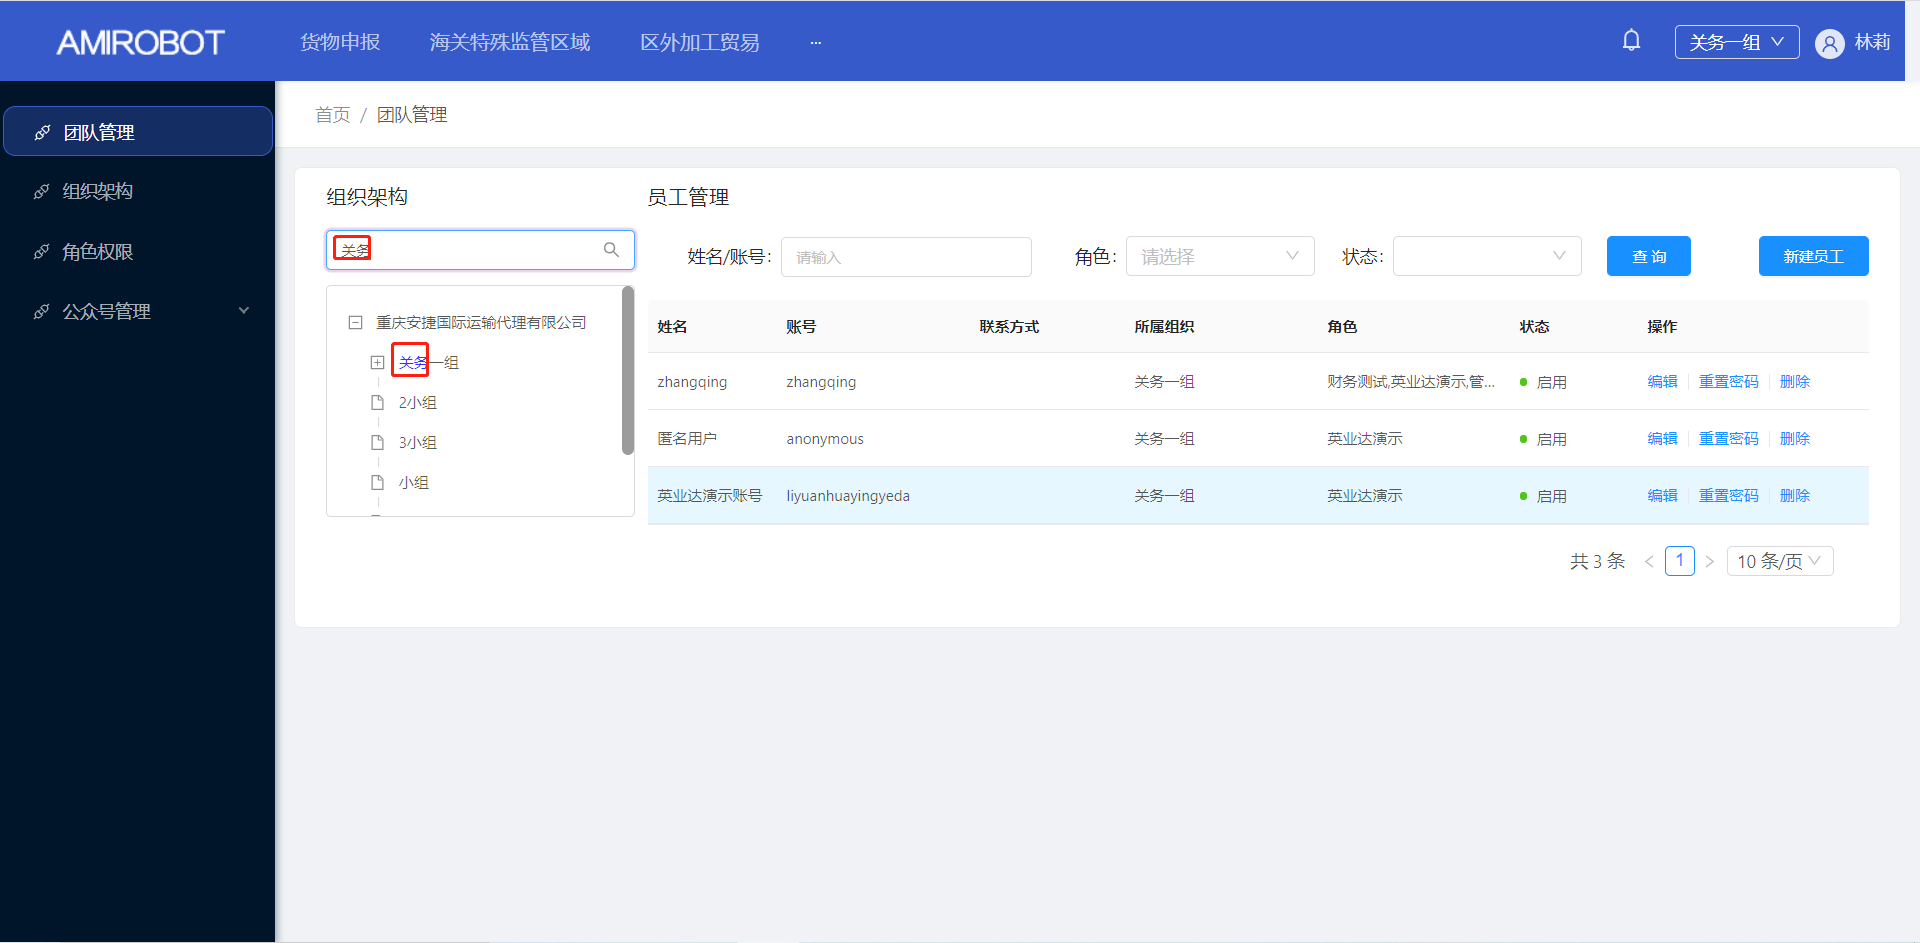 AMIROBOT 货物申报 海关特殊监管区域 区外加工贸易 ··· 关务一组 林莉
团队管理
组织架构
角色权限
公众号管理
首页 / 团队管理
组织架构
关务
重庆安捷国际运输代理有限公司
关务一组
2小组
3小组
小组
员工管理
姓名/账号: 请输入 角色: 请选择 状态: 查 询 新建员工
姓名 账号 联系方式 所属组织 角色 状态 操作
zhangqing zhangqing 关务一组 财务测试,英业达演示,管... 启用 编辑 重置密码 删除
匿名用户 anonymous 关务一组 英业达演示 启用 编辑 重置密码 删除
英业达演示账号 liyuanhuayingyeda 关务一组 英业达演示 启用 编辑 重置密码 删除
共 3 条 < 1 > 10 条/页